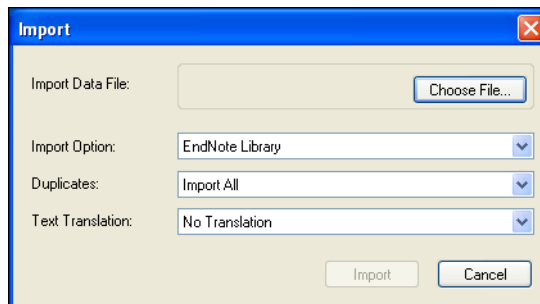 Import
Import Data File:
Choose File...
Import Option:
EndNote Library
Duplicates:
Import All
Text Translation:
No Translation
Import
Cancel